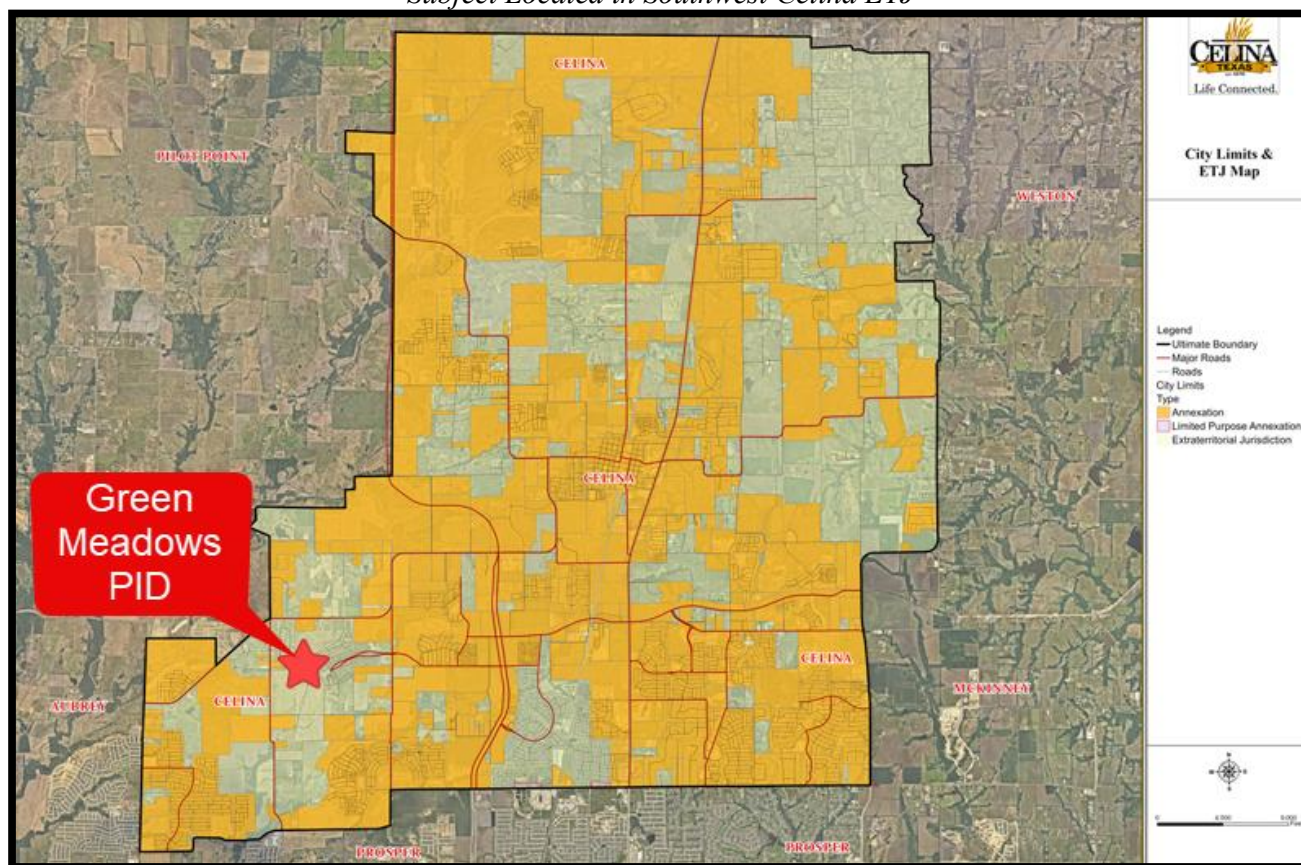 Subject Located in Southwest Celina ETJ
CELINA
TEXAS
Life Connected.
City Limits &
ETJ Map
CELINA
PILOT POINT
WESTON
Legend
Ultimate Boundary
Major Roads
Roads
City Limits
Type
Annexation
Limited Purpose Annexation
Extraterritorial Jurisdiction
CELINA
Green
Meadows
PID
CELINA
CELINA
AUBREY
MCKINNEY
PROSPER
PROSPER
N
W
E
S
0
Feet